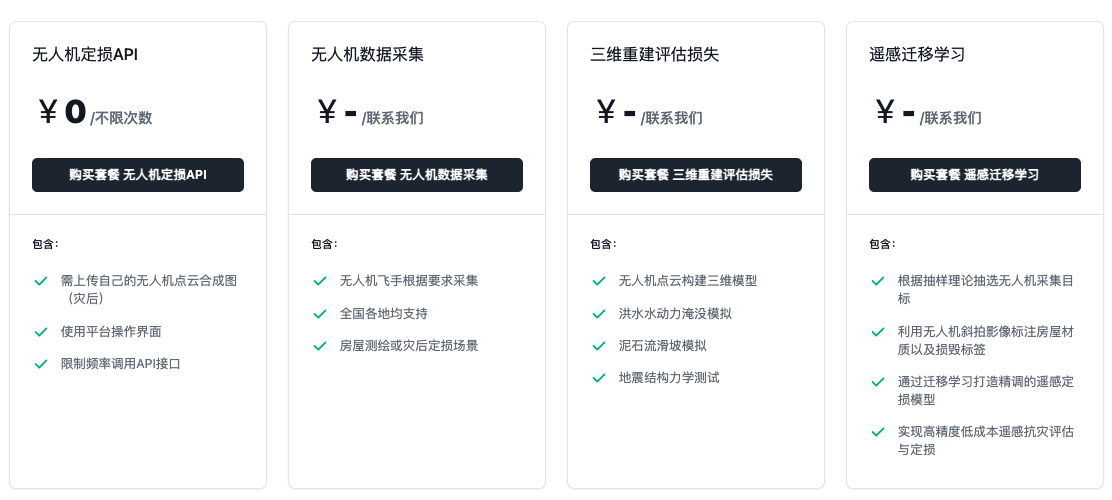 无人机定损API
¥ 0 /不限次数
购买套餐 无人机定损API
包含:
需上传自己的无人机点云合成图
（灾后）
使用平台操作界面
限制频率调用API接口
无人机数据采集
¥ - /联系我们
购买套餐 无人机数据采集
包含:
无人机飞手根据要求采集
全国各地均支持
房屋测绘或灾后定损场景
三维重建评估损失
¥ - /联系我们
购买套餐 三维重建评估损失
包含:
无人机点云构建三维模型
洪水水动力淹没模拟
泥石流滑坡模拟
地震结构力学测试
遥感迁移学习
¥ - /联系我们
购买套餐 遥感迁移学习
包含:
根据抽样理论抽选无人机采集目
标
利用无人机斜拍影像标注房屋材
质以及损毁标签
通过迁移学习打造精调的遥感定
损模型
实现高精度低成本遥感抗灾评估
与定损